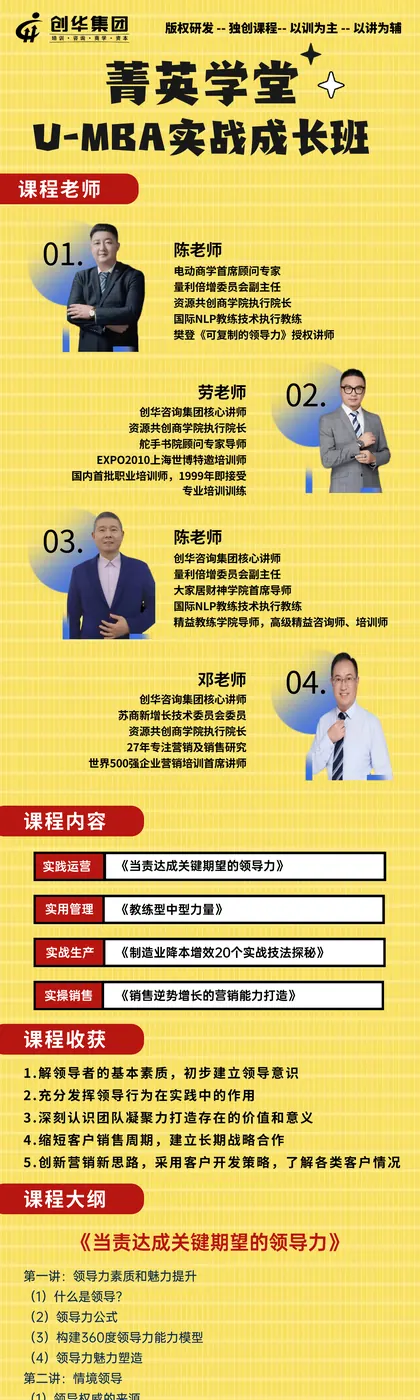 创华集团
培训·咨询·商学·资本
版权研发 -- 独创课程-- 以训为主 -- 以讲为辅
菁英学堂
U-MBA实战成长班
课程老师
01.
陈老师
电动商学首席顾问专家
量利倍增委员会副主任
资源共创商学院执行院长
国际NLP教练技术执行教练
樊登《可复制的领导力》授权讲师
劳老师
02.
创华咨询集团核心讲师
资源共创商学院执行院长
舵手书院顾问专家导师
EXPO2010上海世博特邀培训师
国内首批职业培训师，1999年即接受
专业培训训练
03.
陈老师
创华咨询集团核心讲师
量利倍增委员会副主任
大家居财神学院首席导师
国际NLP教练技术执行教练
精益教练学院导师，高级精益咨询师、培训师
邓老师
04.
创华咨询集团核心讲师
苏商新增长技术委员会委员
资源共创商学院执行院长
27年专注营销及销售研究
世界500强企业营销培训首席讲师
课程内容
实践运营 《当责达成关键期望的领导力》
实用管理 《教练型中型力量》
实战生产 《制造业降本增效20个实战技法探秘》
实操销售 《销售逆势增长的营销能力打造》
课程收获
1.解领导者的基本素质，初步建立领导意识
2.充分发挥领导行为在实践中的作用
3.深刻认识团队凝聚力打造存在的价值和意义
4.缩短客户销售周期，建立长期战略合作
5.创新营销新思路，采用客户开发策略，了解各类客户情况
课程大纲
《当责达成关键期望的领导力》
第一讲：领导力素质和魅力提升
（1）什么是领导？
（2）领导力公式
（3）构建360度领导力能力模型
（4）领导力魅力塑造
第二讲：情境领导
（1）领导权威的来源